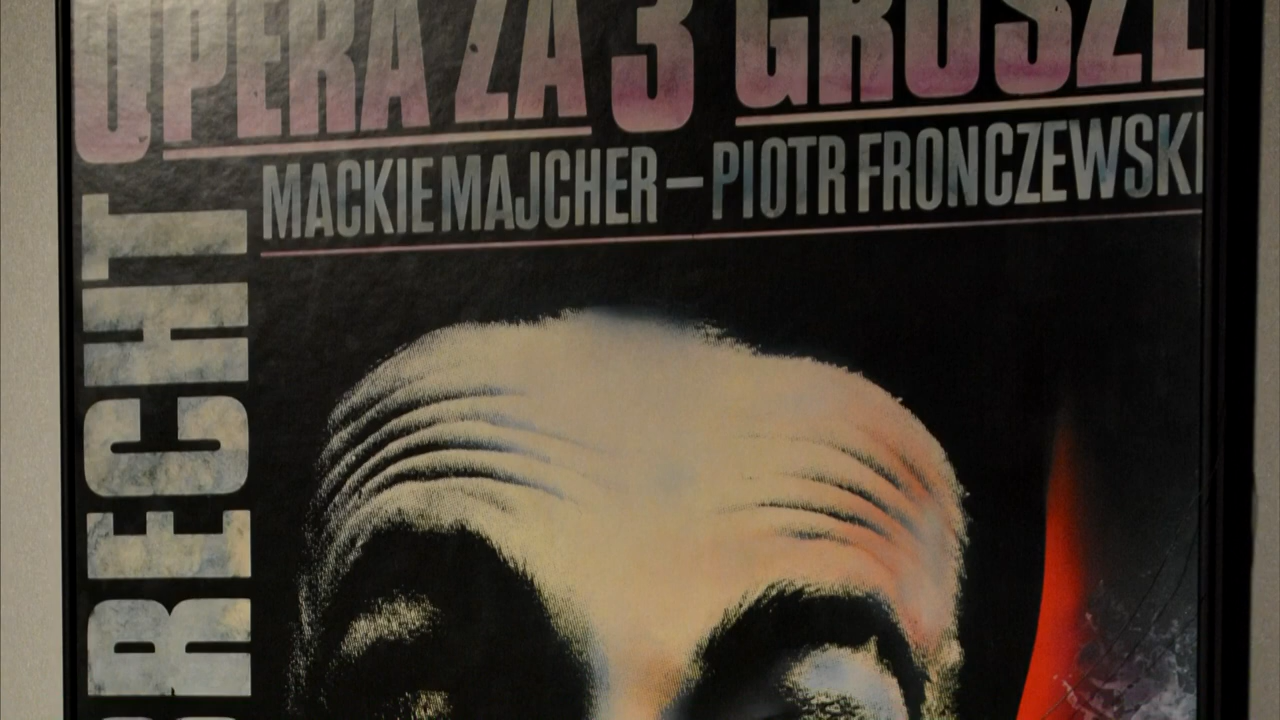 OPERA ZA 3 GROSZE
MACKIE MAJCHER – PIOTR FRONCZEWSKI
BRECHT